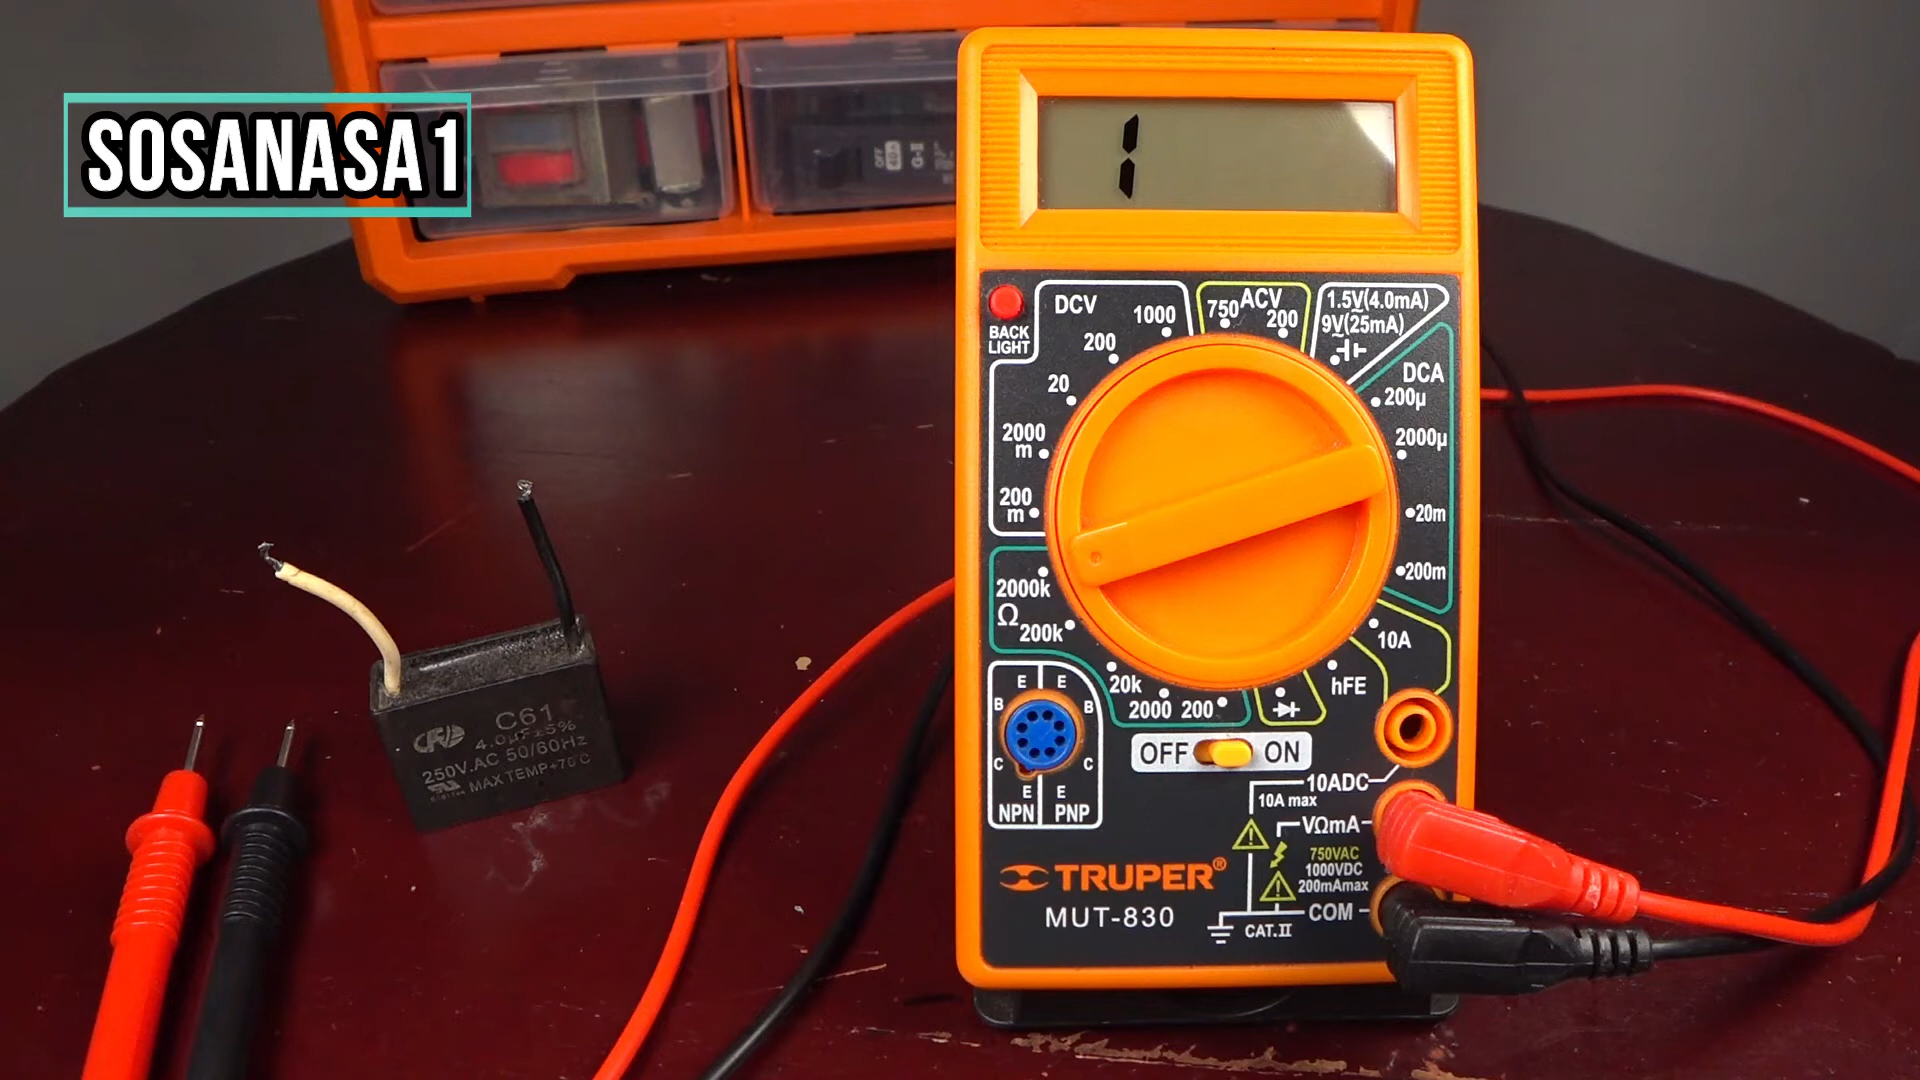 SOSANASA1
OFF
G-II
1
BACK
LIGHT
DCV
1000
200
20
2000
m
200
m
750 ACV
200
1.5V(4.0mA)
9V(25mA)
DCA
200µ
2000µ
20m
200m
10A
hFE
2000k
Ω
200k
20k
2000 200
OFF ON
E E
B B
C C
E E
NPN PNP
10ADC
10A max
VΩmA
750VAC
1000VDC
200mAmax
COM
CAT.II
TRUPER®
MUT-830
C61
4.0µF±5%
250V.AC 50/60Hz
MAX TEMP+70°C